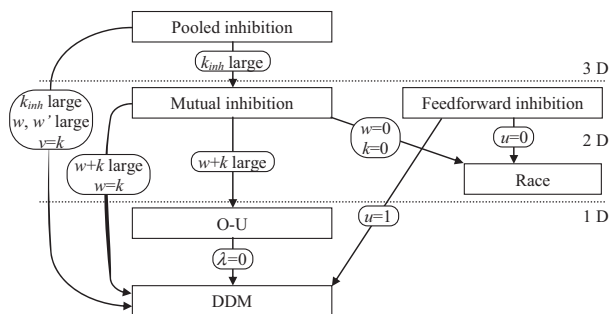 Pooled inhibition
k_inh large
3 D
k_inh large
w, w' large
v=k
Mutual inhibition
Feedforward inhibition
w=0
k=0
u=0
2 D
w+k large
w=k
w+k large
Race
1 D
O-U
u=1
λ=0
DDM